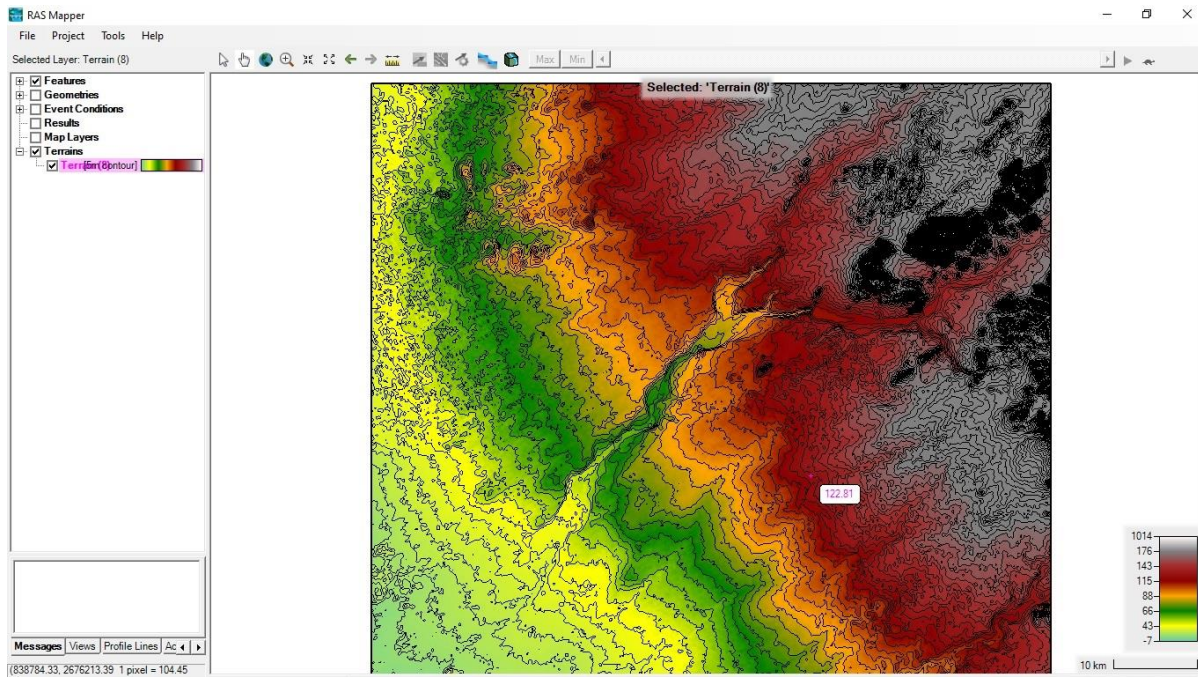 RAS Mapper
File Project Tools Help
Selected Layer: Terrain (8)
Max Min
Selected: 'Terrain (8)'
Features
Geometries
Event Conditions
Results
Map Layers
Terrains
122.81
1014
176
143
115
88
66
43
-7
Messages Views Profile Lines Ac
(838784.33, 2676213.39 1 pixel = 104.45
10 km